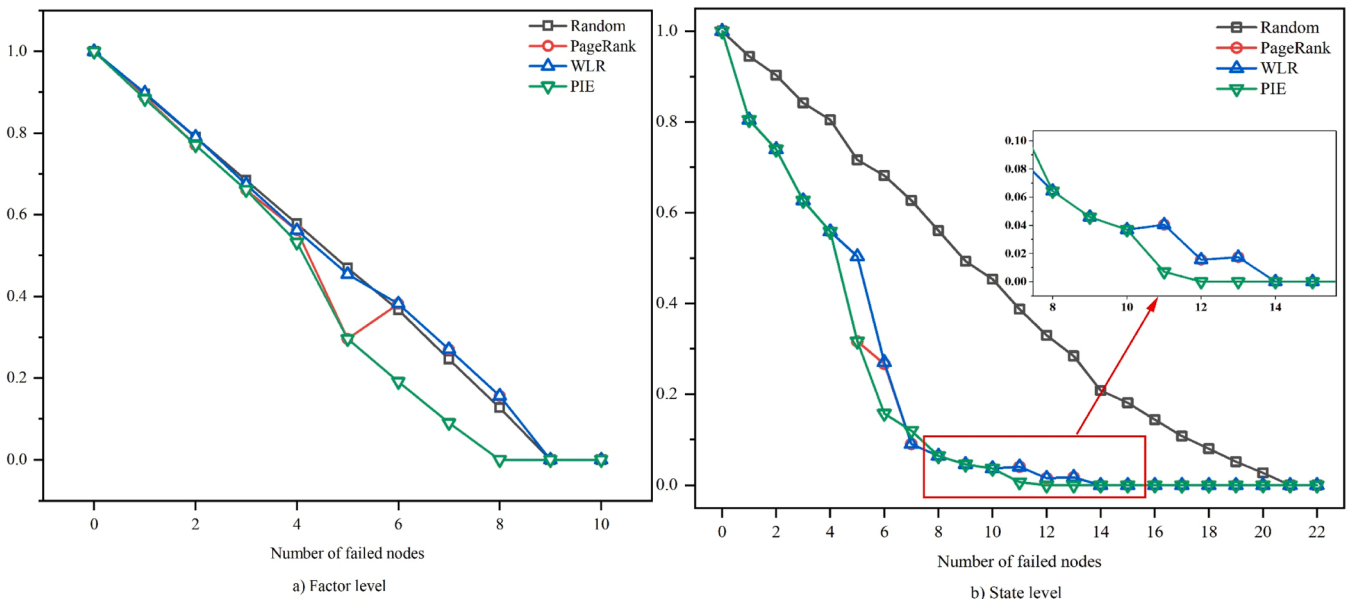 Random
PageRank
WLR
PIE
1.0
0.8
0.6
0.4
0.2
0.0
0 2 4 6 8 10
Number of failed nodes
a) Factor level
Random
PageRank
WLR
PIE
1.0
0.8
0.6
0.4
0.2
0.0
0.10
0.08
0.06
0.04
0.02
0.00
8 10 12 14
0 2 4 6 8 10 12 14 16 18 20 22
Number of failed nodes
b) State level